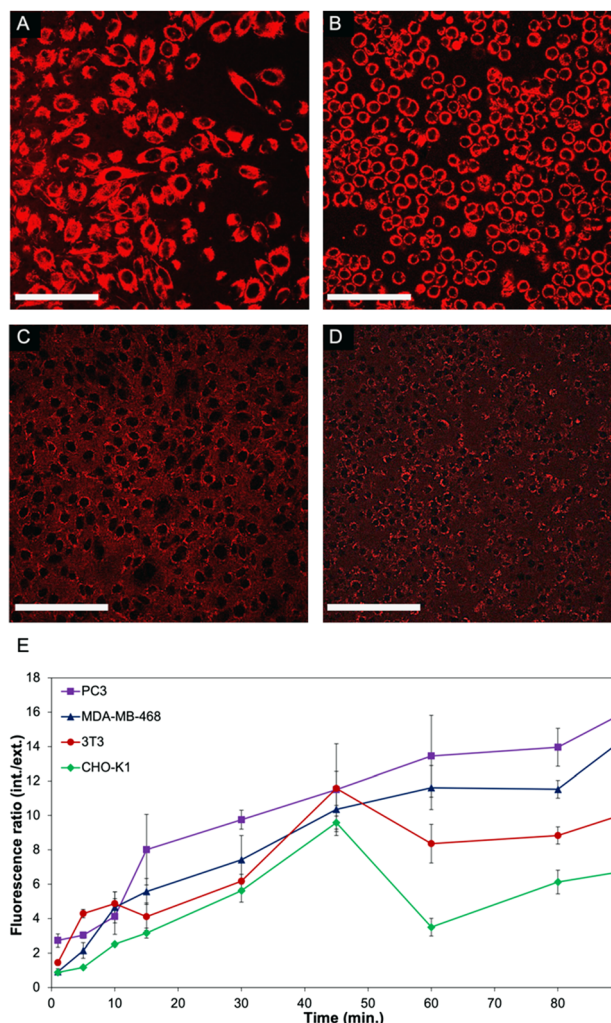 A
B
C
D
E
18
16
14
12
10
8
6
4
2
0
Fluorescence ratio (int./ext.)
PC3
MDA-MB-468
3T3
CHO-K1
0 10 20 30 40 50 60 70 80
Time (min.)